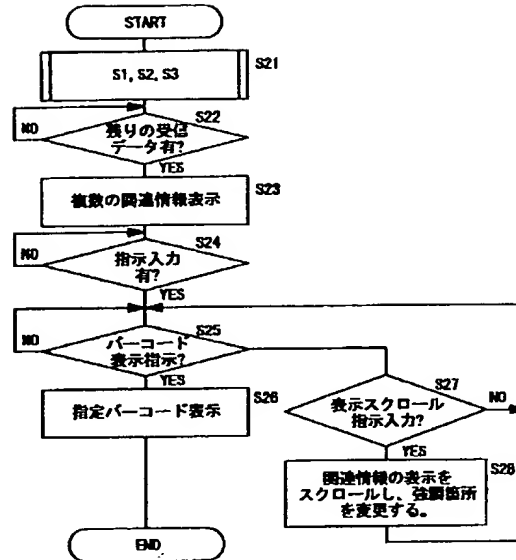 START
S1, S2, S3
S21
S22
残りの受信
データ有?
NO
YES
複数の関連情報表示
S23
S24
指示入力
有?
NO
YES
S25
バーコード
表示指示?
NO
YES
指定バーコード表示
S26
S27
表示スクロール
指示入力?
NO
YES
関連情報の表示を
スクロールし、強調箇所
を変更する。
S28
END